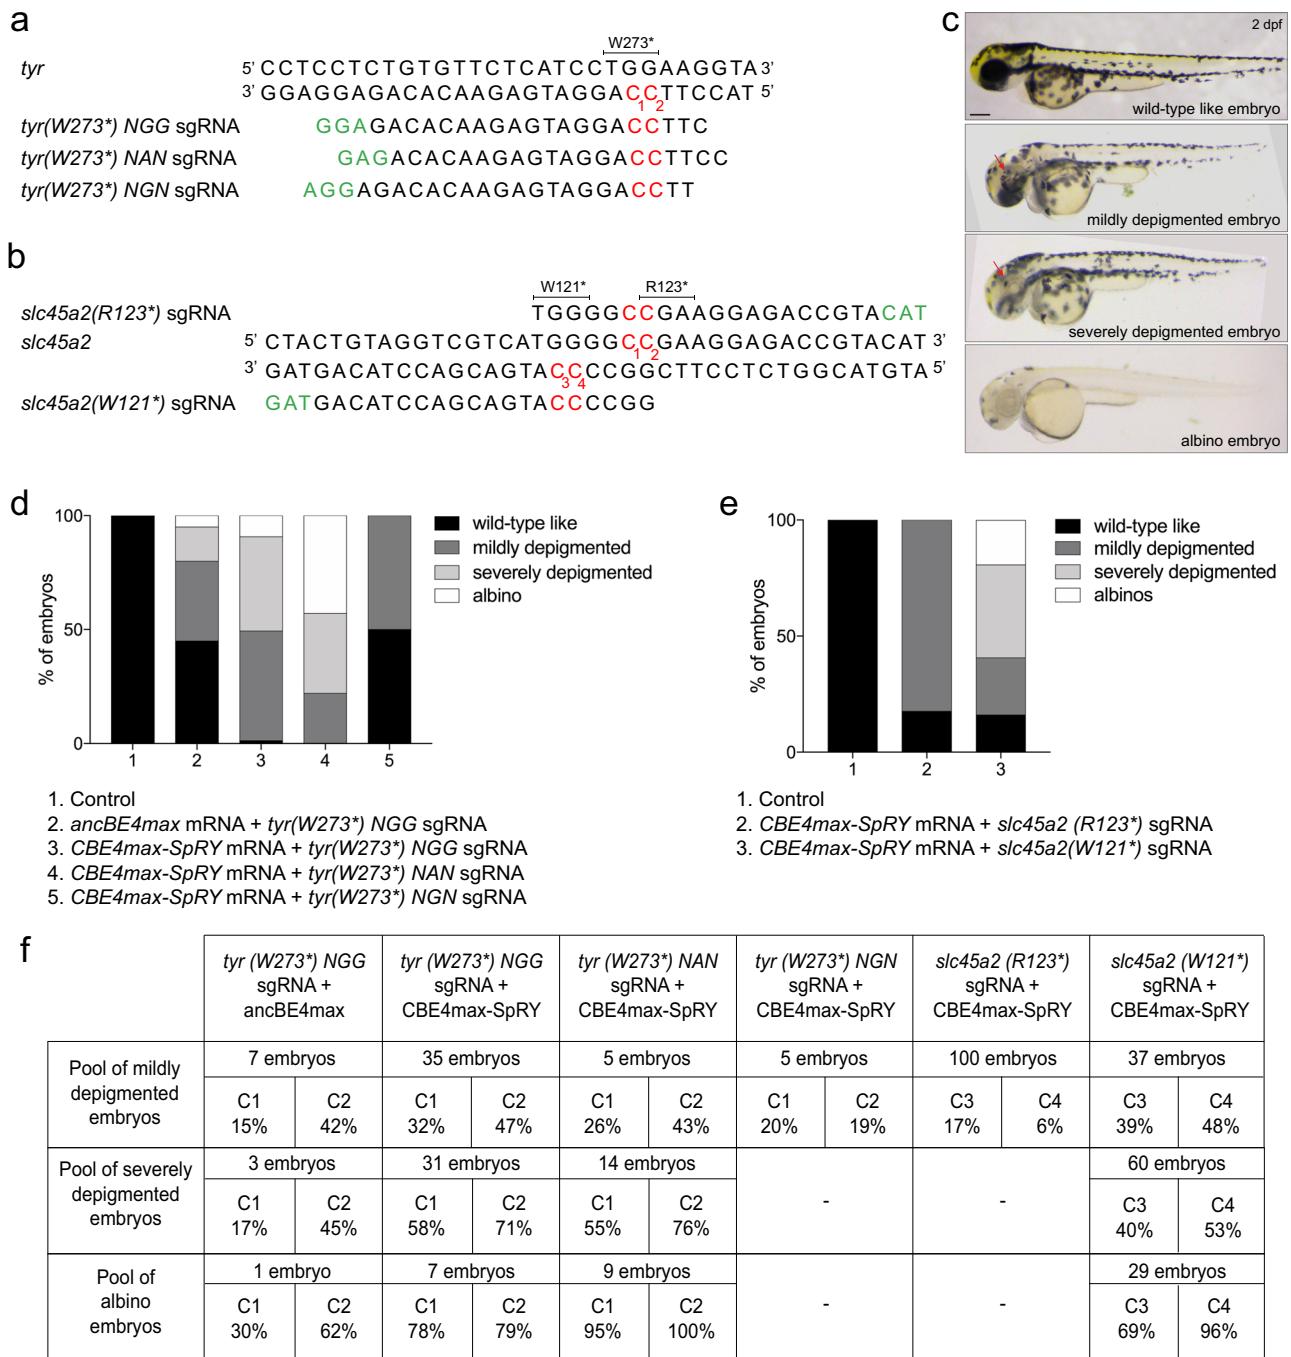 a
W273*
tyr
5' CCTCCTCTGTGTTCTCATCCTGGAAGGTA 3'
3' GGAGGAGACACAAGAGTAGGACCTTCCAT 5'
1 2
tyr(W273*) NGG sgRNA GGAGACACAAGAGTAGGACCTTC
tyr(W273*) NAN sgRNA GAGACACAAGAGTAGGACCTTCC
tyr(W273*) NGN sgRNA AGGAGACACAAGAGTAGGACCTT
b
W121* R123*
slc45a2(R123*) sgRNA TGGGGCCGAAGGAGACCGTACAT
slc45a2 5' CTACTGTAGGTCGTCATGGGGCCGAAGGAGACCGTACAT 3'
1 2
3' GATGACATCCAGCAGTACCCCGGCTTCCTCTGGCATGTA 5'
3 4
slc45a2(W121*) sgRNA GATGACATCCAGCAGTACCCCGG
c
2 dpf
wild-type like embryo
mildly depigmented embryo
severely depigmented embryo
albino embryo
d
% of embryos
100
50
0
1 2 3 4 5
wild-type like
mildly depigmented
severely depigmented
albino
1. Control
2. ancBE4max mRNA + tyr(W273*) NGG sgRNA
3. CBE4max-SpRY mRNA + tyr(W273*) NGG sgRNA
4. CBE4max-SpRY mRNA + tyr(W273*) NAN sgRNA
5. CBE4max-SpRY mRNA + tyr(W273*) NGN sgRNA
e
% of embryos
100
50
0
1 2 3
wild-type like
mildly depigmented
severely depigmented
albinos
1. Control
2. CBE4max-SpRY mRNA + slc45a2 (R123*) sgRNA
3. CBE4max-SpRY mRNA + slc45a2(W121*) sgRNA
f
tyr (W273*) NGG sgRNA + ancBE4max
tyr (W273*) NGG sgRNA + CBE4max-SpRY
tyr (W273*) NAN sgRNA + CBE4max-SpRY
tyr (W273*) NGN sgRNA + CBE4max-SpRY
slc45a2 (R123*) sgRNA + CBE4max-SpRY
slc45a2 (W121*) sgRNA + CBE4max-SpRY
Pool of mildly depigmented embryos
7 embryos 35 embryos 5 embryos 5 embryos 100 embryos 37 embryos
C1 C2 C1 C2 C1 C2 C1 C2 C3 C4 C3 C4
15% 42% 32% 47% 26% 43% 20% 19% 17% 6% 39% 48%
Pool of severely depigmented embryos
3 embryos 31 embryos 14 embryos - - 60 embryos
C1 C2 C1 C2 C1 C2 C3 C4
17% 45% 58% 71% 55% 76% 40% 53%
Pool of albino embryos
1 embryo 7 embryos 9 embryos - - 29 embryos
C1 C2 C1 C2 C1 C2 C3 C4
30% 62% 78% 79% 95% 100% 69% 96%